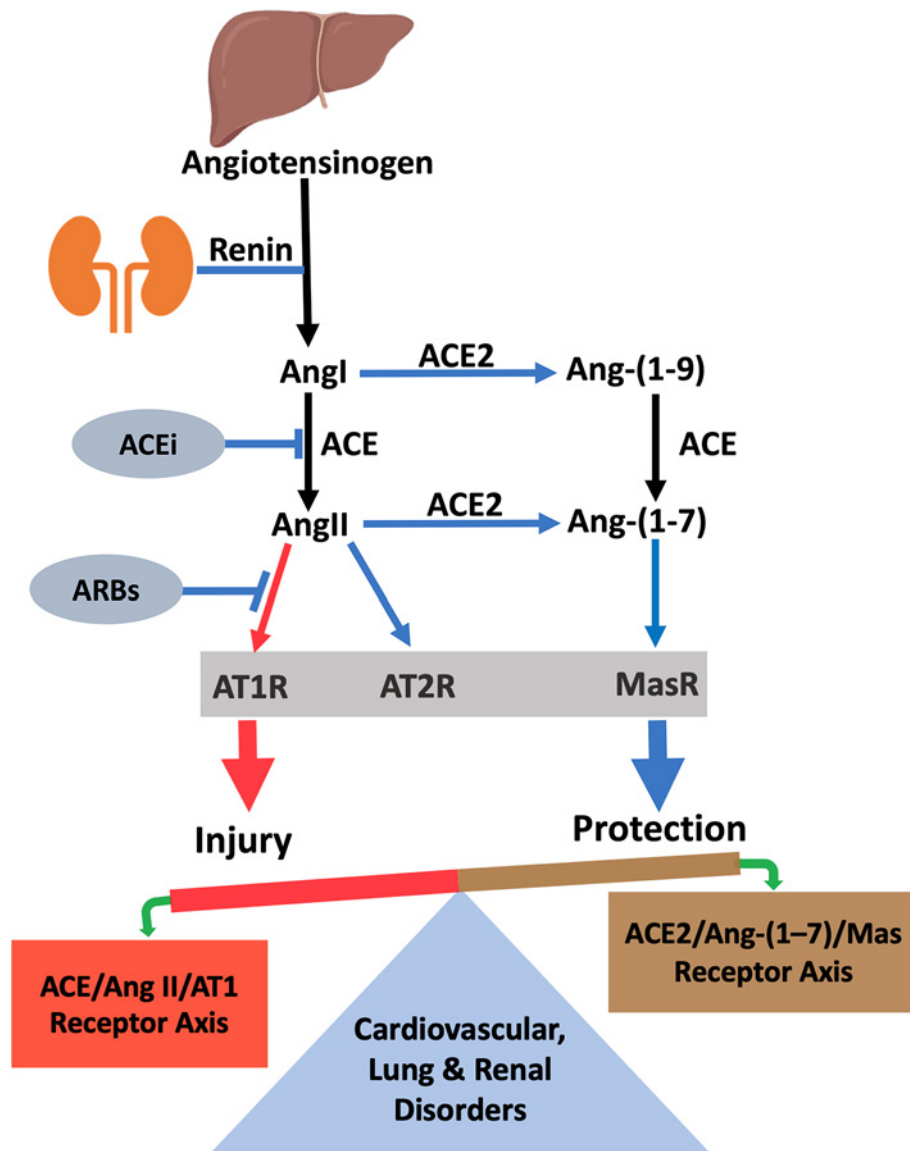 Angiotensinogen
Renin
AngI
ACE2
Ang-(1-9)
ACEi
ACE
ACE
AngII
ACE2
Ang-(1-7)
ARBs
AT1R
AT2R
MasR
Injury
Protection
ACE/Ang II/AT1
Receptor Axis
ACE2/Ang-(1–7)/Mas
Receptor Axis
Cardiovascular,
Lung & Renal
Disorders